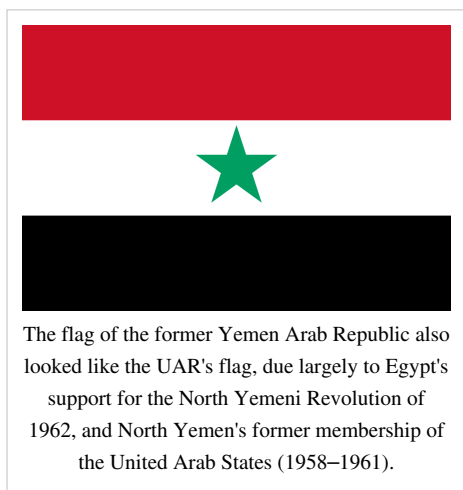 The flag of the former Yemen Arab Republic also
looked like the UAR's flag, due largely to Egypt's
support for the North Yemeni Revolution of
1962, and North Yemen's former membership of
the United Arab States (1958–1961).